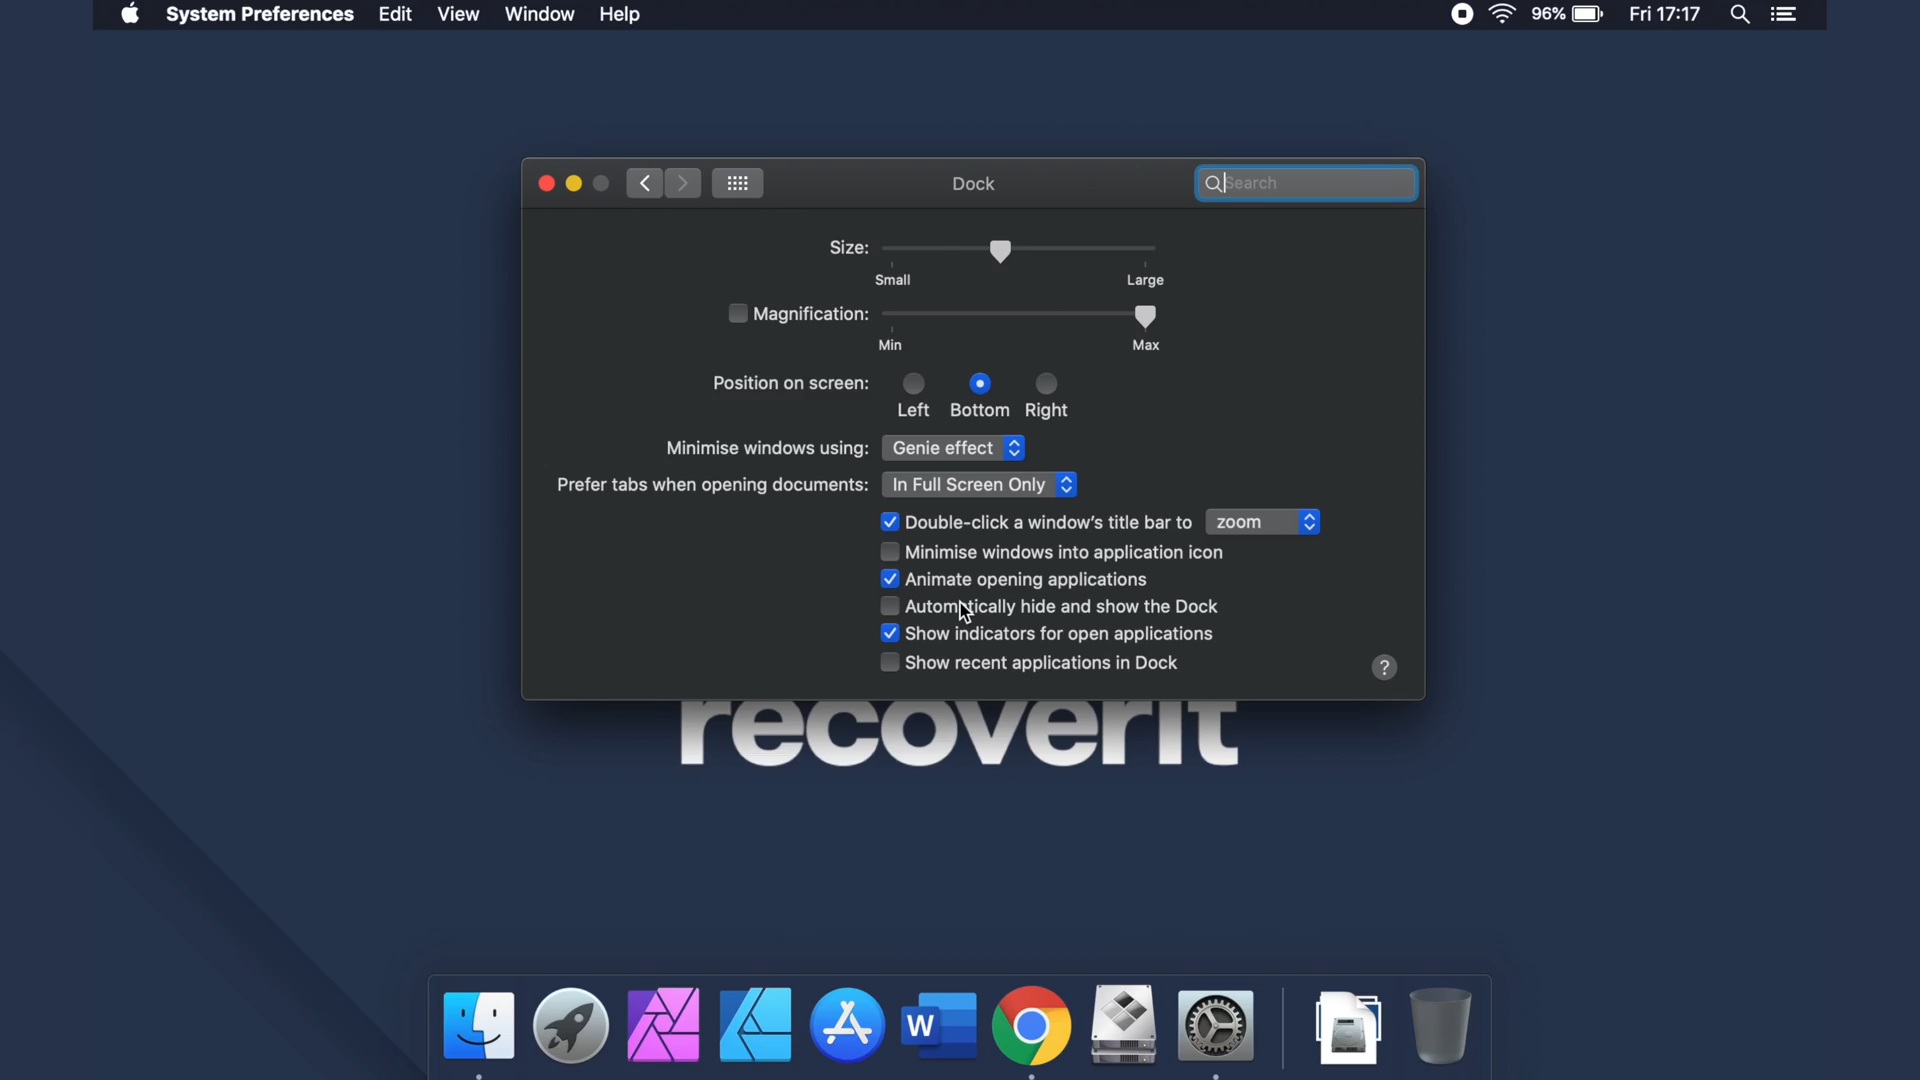 System Preferences Edit View Window Help 96% Fri 17:17
Dock
Search
Size:
Small Large
Magnification:
Min Max
Position on screen:
Left Bottom Right
Minimise windows using: Genie effect
Prefer tabs when opening documents: In Full Screen Only
Double-click a window's title bar to zoom
Minimise windows into application icon
Animate opening applications
Automatically hide and show the Dock
Show indicators for open applications
Show recent applications in Dock
?
recoverit
W